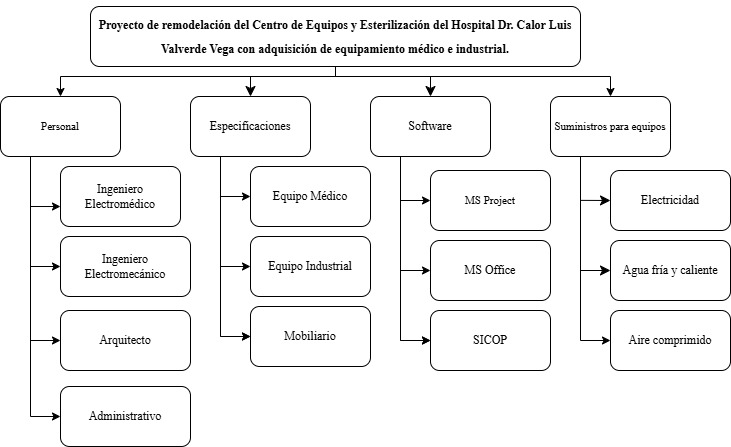 Proyecto de remodelación del Centro de Equipos y Esterilización del Hospital Dr. Calor Luis
Valverde Vega con adquisición de equipamiento médico e industrial.
Personal
Especificaciones
Software
Suministros para equipos
Ingeniero
Electromédico
Ingeniero
Electromecánico
Arquitecto
Administrativo
Equipo Médico
Equipo Industrial
Mobiliario
MS Project
MS Office
SICOP
Electricidad
Agua fría y caliente
Aire comprimido